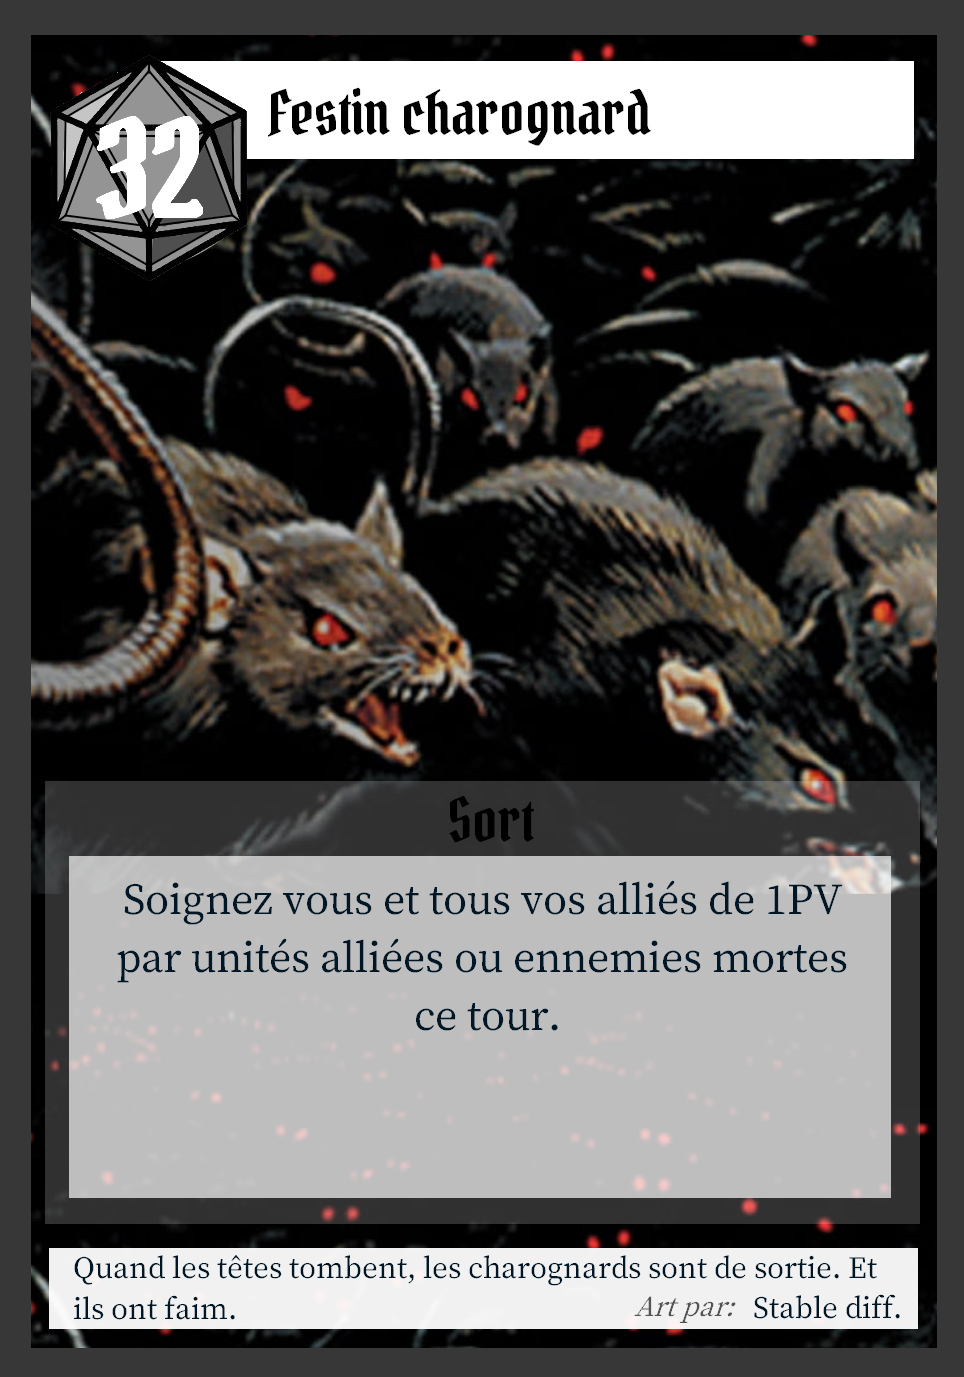 32
Festin charognard
Sort
Soignez vous et tous vos alliés de 1PV
par unités alliées ou ennemies mortes
ce tour.
Quand les têtes tombent, les charognards sont de sortie. Et
ils ont faim.
Art par: Stable diff.